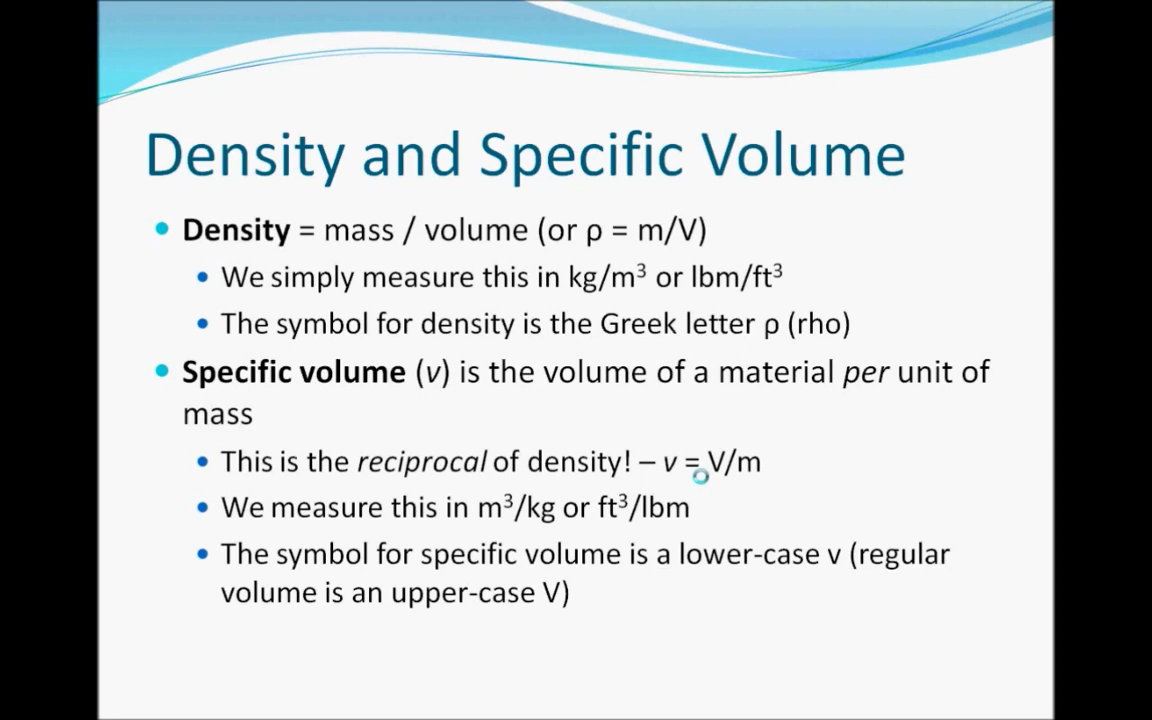 Density and Specific Volume
Density = mass / volume (or ρ = m/V)
We simply measure this in kg/m³ or lbm/ft³
The symbol for density is the Greek letter ρ (rho)
Specific volume (v) is the volume of a material per unit of
mass
This is the reciprocal of density! – v = V/m
We measure this in m³/kg or ft³/lbm
The symbol for specific volume is a lower-case v (regular
volume is an upper-case V)